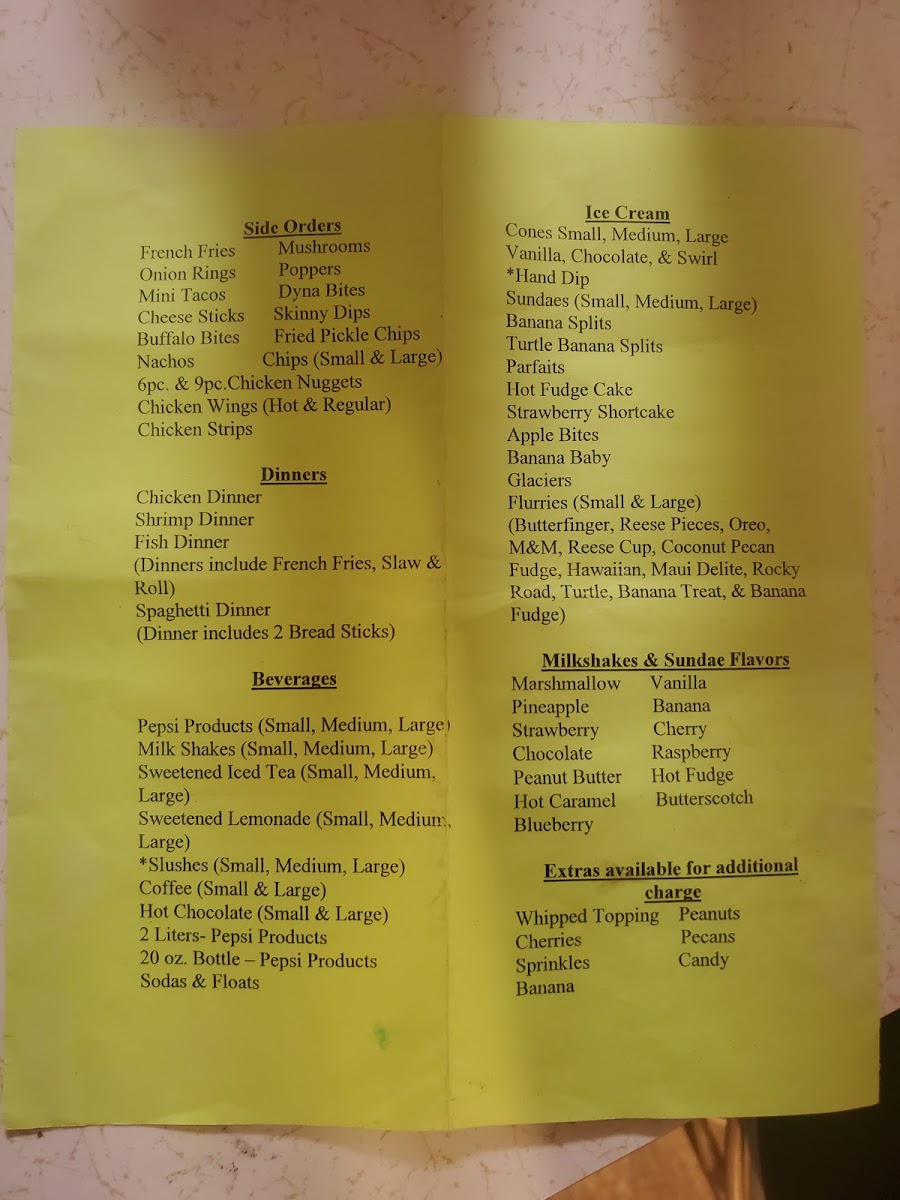 Side Orders
French Fries Mushrooms
Onion Rings Poppers
Mini Tacos Dyna Bites
Cheese Sticks Skinny Dips
Buffalo Bites Fried Pickle Chips
Nachos Chips (Small & Large)
6pc. & 9pc.Chicken Nuggets
Chicken Wings (Hot & Regular)
Chicken Strips
Dinners
Chicken Dinner
Shrimp Dinner
Fish Dinner
(Dinners include French Fries, Slaw &
Roll)
Spaghetti Dinner
(Dinner includes 2 Bread Sticks)
Beverages
Pepsi Products (Small, Medium, Large)
Milk Shakes (Small, Medium, Large)
Sweetened Iced Tea (Small, Medium,
Large)
Sweetened Lemonade (Small, Medium,
Large)
*Slushes (Small, Medium, Large)
Coffee (Small & Large)
Hot Chocolate (Small & Large)
2 Liters- Pepsi Products
20 oz. Bottle – Pepsi Products
Sodas & Floats
Ice Cream
Cones Small, Medium, Large
Vanilla, Chocolate, & Swirl
*Hand Dip
Sundaes (Small, Medium, Large)
Banana Splits
Turtle Banana Splits
Parfaits
Hot Fudge Cake
Strawberry Shortcake
Apple Bites
Banana Baby
Glaciers
Flurries (Small & Large)
(Butterfinger, Reese Pieces, Oreo,
M&M, Reese Cup, Coconut Pecan
Fudge, Hawaiian, Maui Delite, Rocky
Road, Turtle, Banana Treat, & Banana
Fudge)
Milkshakes & Sundae Flavors
Marshmallow Vanilla
Pineapple Banana
Strawberry Cherry
Chocolate Raspberry
Peanut Butter Hot Fudge
Hot Caramel Butterscotch
Blueberry
Extras available for additional
charge
Whipped Topping Peanuts
Cherries Pecans
Sprinkles Candy
Banana